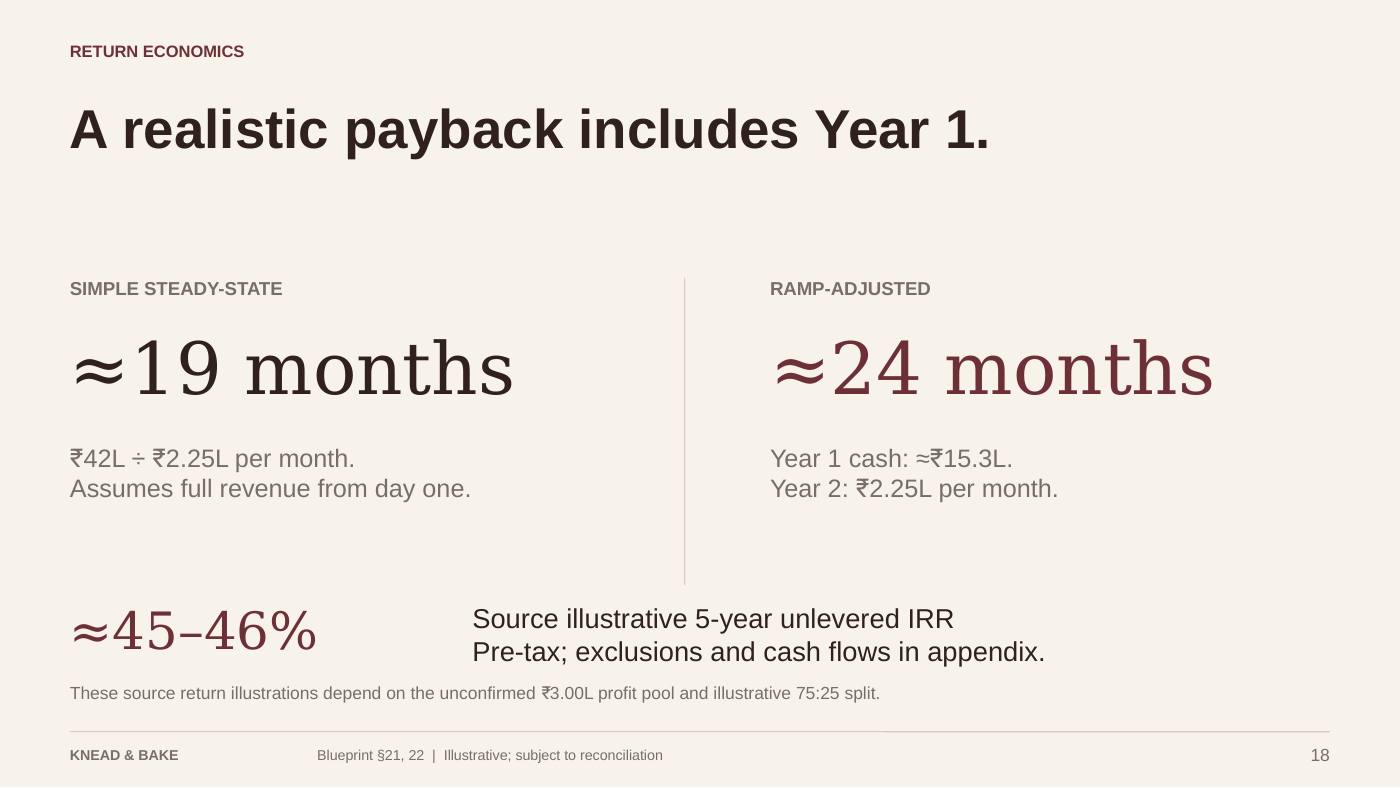 RETURN ECONOMICS
A realistic payback includes Year 1.
SIMPLE STEADY-STATE
≈19 months
₹42L ÷ ₹2.25L per month.
Assumes full revenue from day one.
RAMP-ADJUSTED
≈24 months
Year 1 cash: ≈₹15.3L.
Year 2: ₹2.25L per month.
≈45–46%
Source illustrative 5-year unlevered IRR
Pre-tax; exclusions and cash flows in appendix.
These source return illustrations depend on the unconfirmed ₹3.00L profit pool and illustrative 75:25 split.
KNEAD & BAKE
Blueprint §21, 22 | Illustrative; subject to reconciliation
18